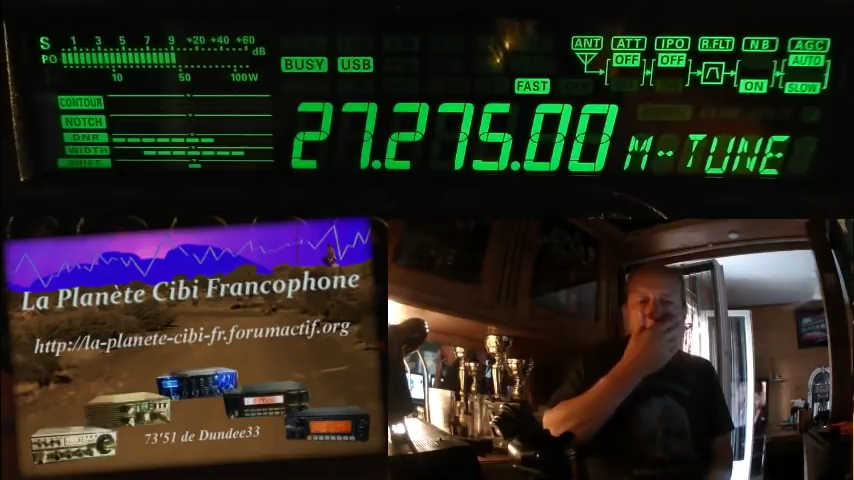 S 1 3 5 7 9 +20 +40 +60 dB
PO 10 50 100W
BUSY USB
ANT ATT IPO R.FLT NB AGC
OFF OFF AUTO
ON SLOW
FAST
CONTOUR
NOTCH
DNR
WIDTH
SHIFT
27.275.00 M-TUNE
La Planète Cibi Francophone
http://la-planete-cibi-fr.forumactif.org
73'51 de Dundee33